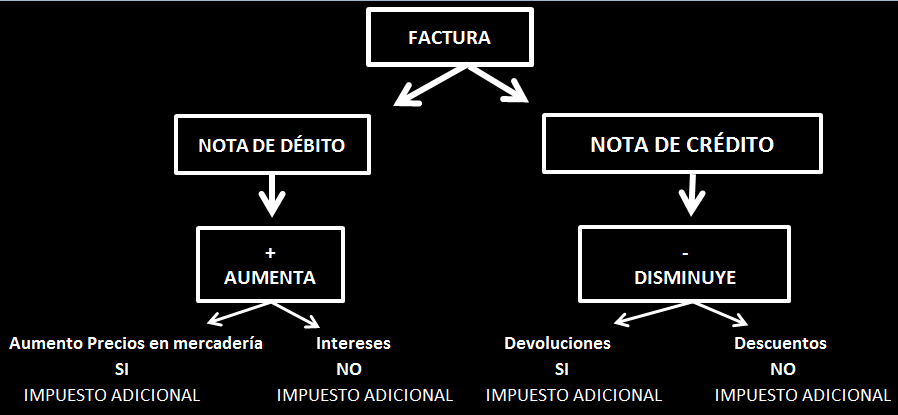 FACTURA
NOTA DE DÉBITO
NOTA DE CRÉDITO
+
AUMENTA
-
DISMINUYE
Aumento Precios en mercadería
SI
IMPUESTO ADICIONAL
Intereses
NO
IMPUESTO ADICIONAL
Devoluciones
SI
IMPUESTO ADICIONAL
Descuentos
NO
IMPUESTO ADICIONAL